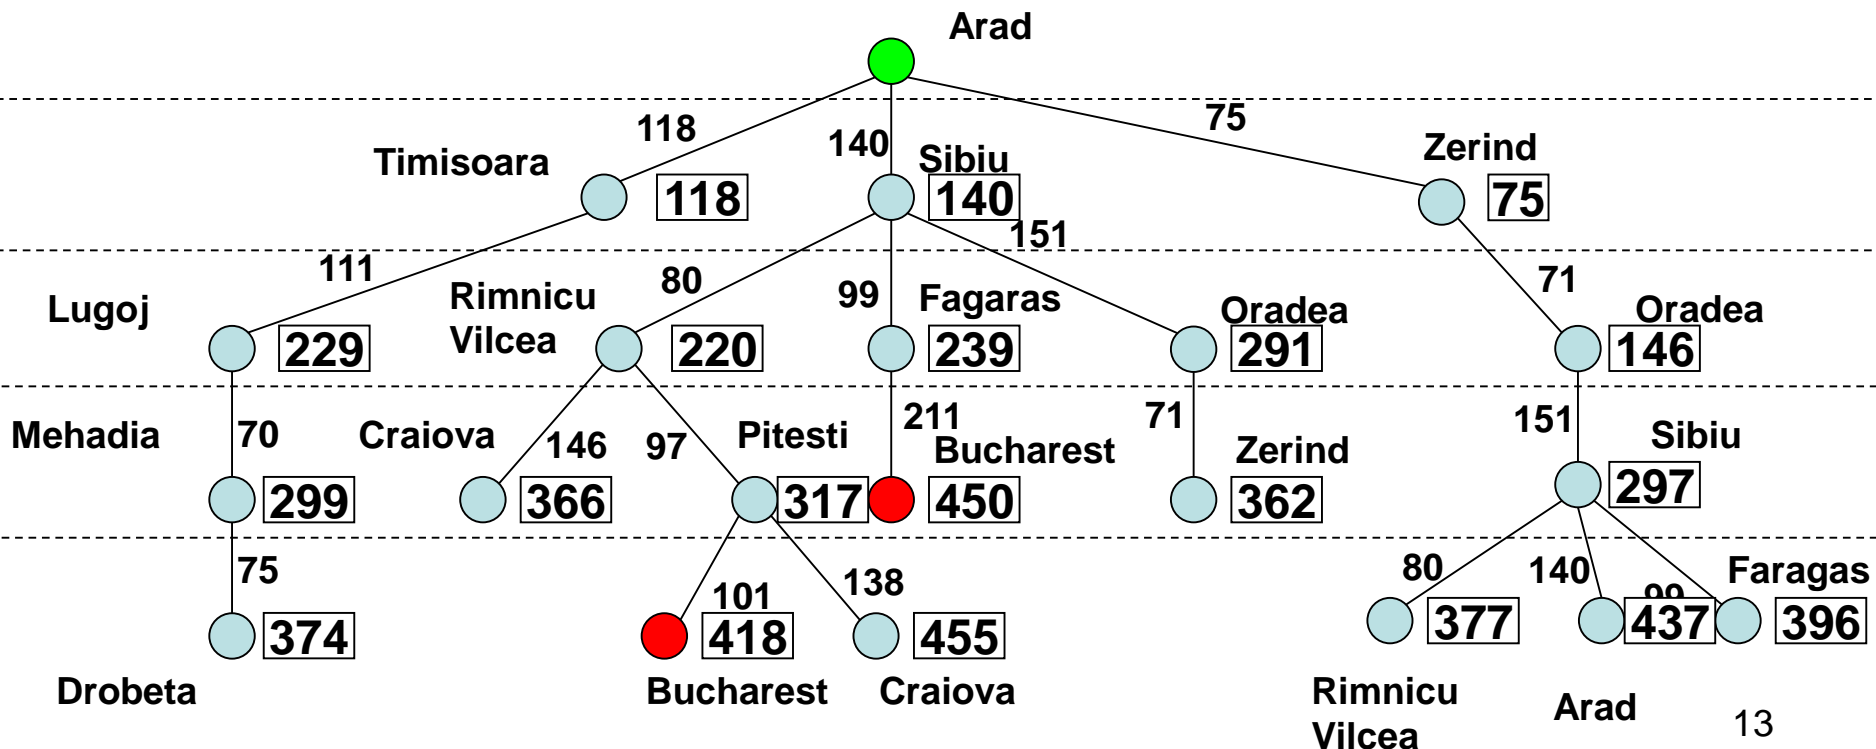 Arad
118
140
75
Timisoara
Sibiu
Zerind
118
140
75
111
80
99
151
71
Lugoj
Rimnicu
Vilcea
Fagaras
Oradea
Oradea
229
220
239
291
146
Mehadia
70
Craiova
146
97
Pitesti
211
Bucharest
71
Zerind
151
Sibiu
299
366
317
450
362
297
75
101
138
80
140
99
Faragas
374
418
455
377
437
396
Drobeta
Bucharest
Craiova
Rimnicu
Vilcea
Arad
13